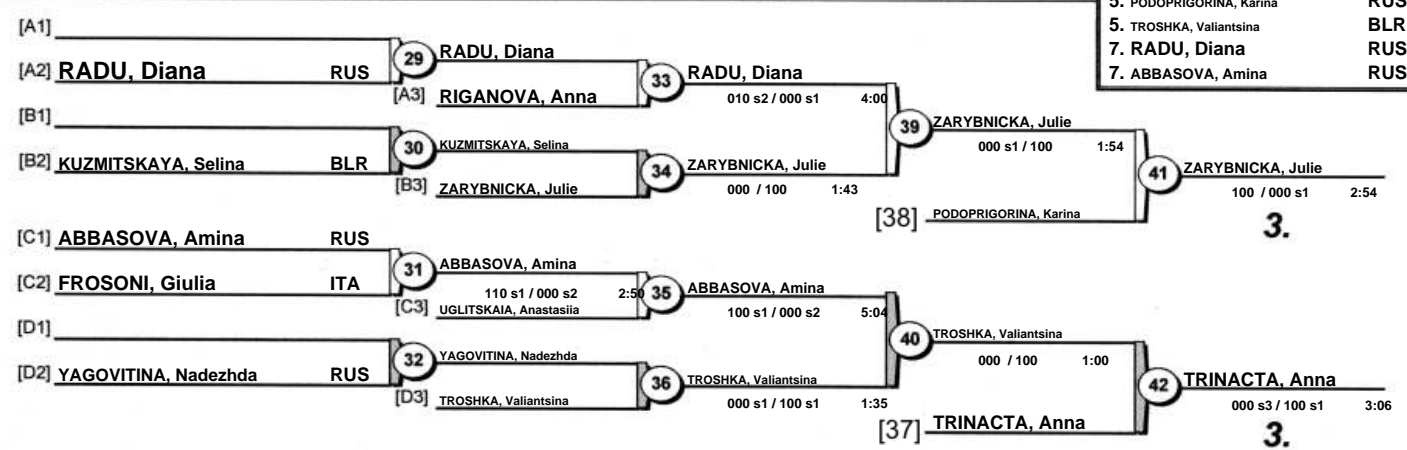 5. PODOPRIGORINA, Karina RUS
5. TROSHKA, Valiantsina BLR
7. RADU, Diana RUS
7. ABBASOVA, Amina RUS
[A1]
[A2] RADU, Diana RUS
29
RADU, Diana
[A3] RIGANOVA, Anna
33
RADU, Diana
010 s2 / 000 s1 4:00
[B1]
[B2] KUZMITSKAYA, Selina BLR
30
KUZMITSKAYA, Selina
[B3] ZARYBNICKA, Julie
34
ZARYBNICKA, Julie
000 / 100 1:43
39
ZARYBNICKA, Julie
000 s1 / 100 1:54
[38] PODOPRIGORINA, Karina
41
ZARYBNICKA, Julie
100 / 000 s1 2:54
3.
[C1] ABBASOVA, Amina RUS
[C2] FROSONI, Giulia ITA
31
ABBASOVA, Amina
110 s1 / 000 s2 2:50
[C3] UGLITSKAIA, Anastasiia
35
ABBASOVA, Amina
100 s1 / 000 s2 5:04
[D1]
[D2] YAGOVITINA, Nadezhda RUS
32
YAGOVITINA, Nadezhda
[D3] TROSHKA, Valiantsina
36
TROSHKA, Valiantsina
000 s1 / 100 s1 1:35
40
TROSHKA, Valiantsina
000 / 100 1:00
[37] TRINACTA, Anna
42
TRINACTA, Anna
000 s3 / 100 s1 3:06
3.